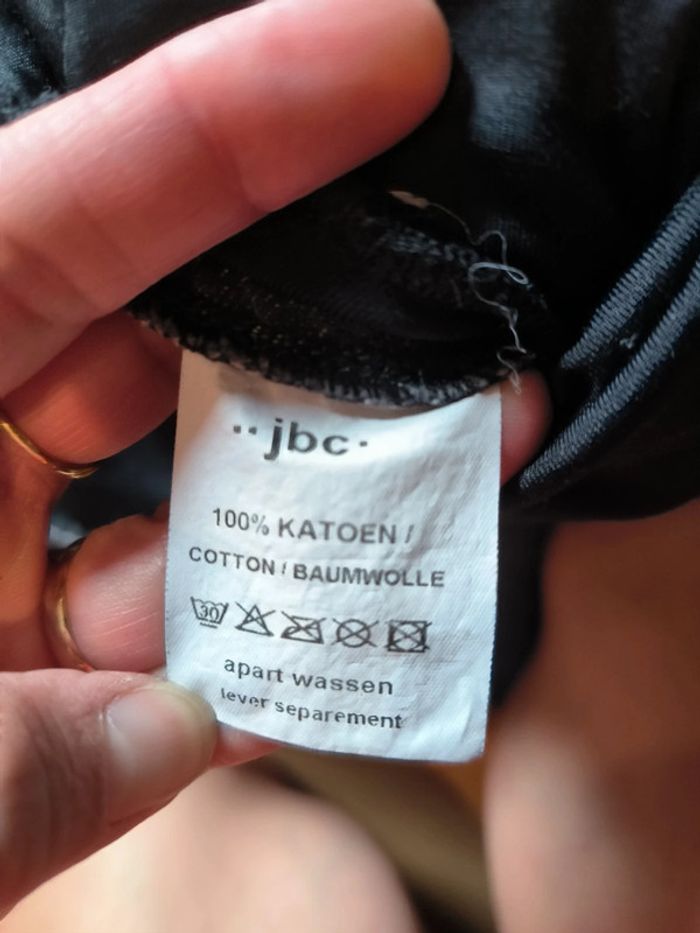 ··jbc·
100% KATOEN /
COTTON / BAUMWOLLE
30
apart wassen
lever separement